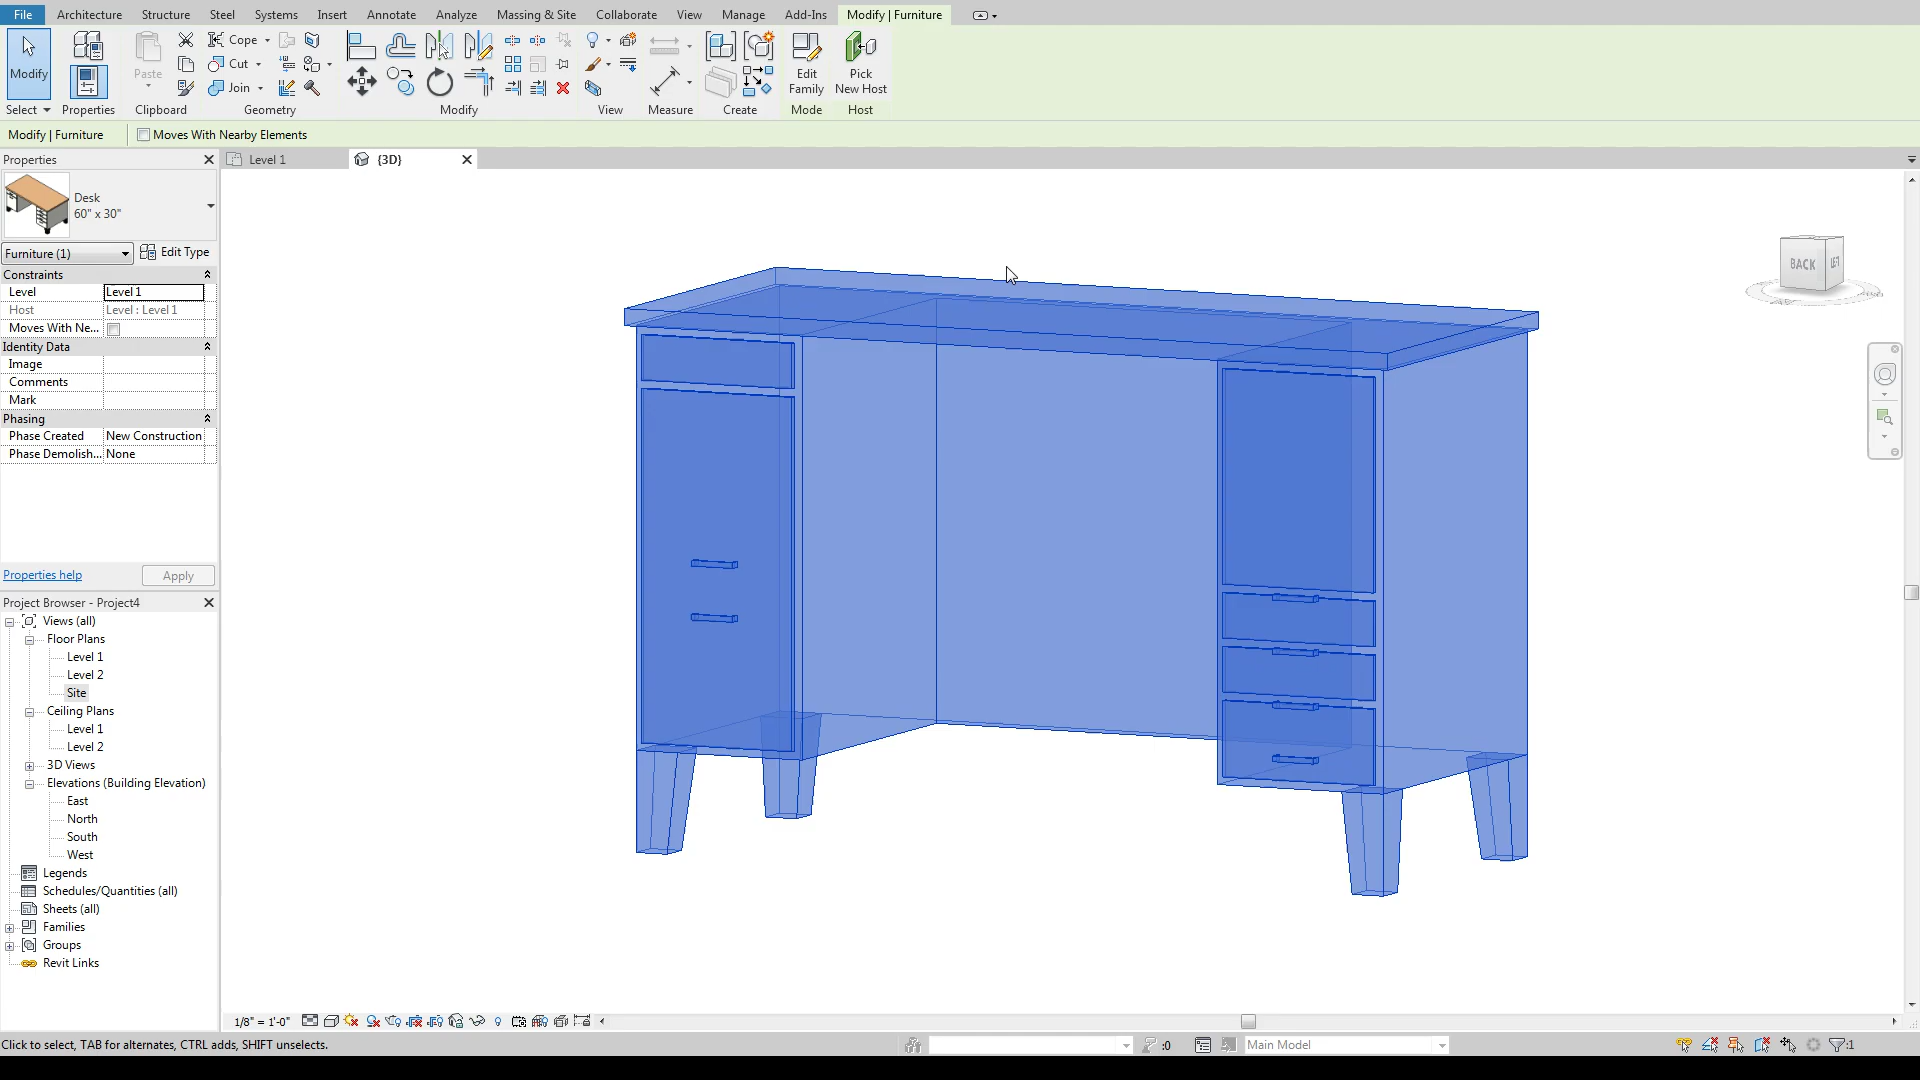 File Architecture Structure Steel Systems Insert Annotate Analyze Massing & Site Collaborate View Manage Add-Ins Modify | Furniture
Modify Paste Cope Cut Join Edit Family Pick New Host
Select Properties Clipboard Geometry Modify View Measure Create Mode Host
Modify | Furniture Moves With Nearby Elements
Properties
Level 1 {3D}
Desk
60" x 30"
Furniture (1) Edit Type
Constraints
Level Level 1
Host Level : Level 1
Moves With Ne...
Identity Data
Image
Comments
Mark
Phasing
Phase Created New Construction
Phase Demolish... None
BACK LEFT
Properties help Apply
Project Browser - Project4
Views (all)
Floor Plans
Level 1
Level 2
Site
Ceiling Plans
Level 1
Level 2
3D Views
Elevations (Building Elevation)
East
North
South
West
Legends
Schedules/Quantities (all)
Sheets (all)
Families
Groups
Revit Links
1/8" = 1'-0"
Click to select, TAB for alternates, CTRL adds, SHIFT unselects. :0 Main Model :1